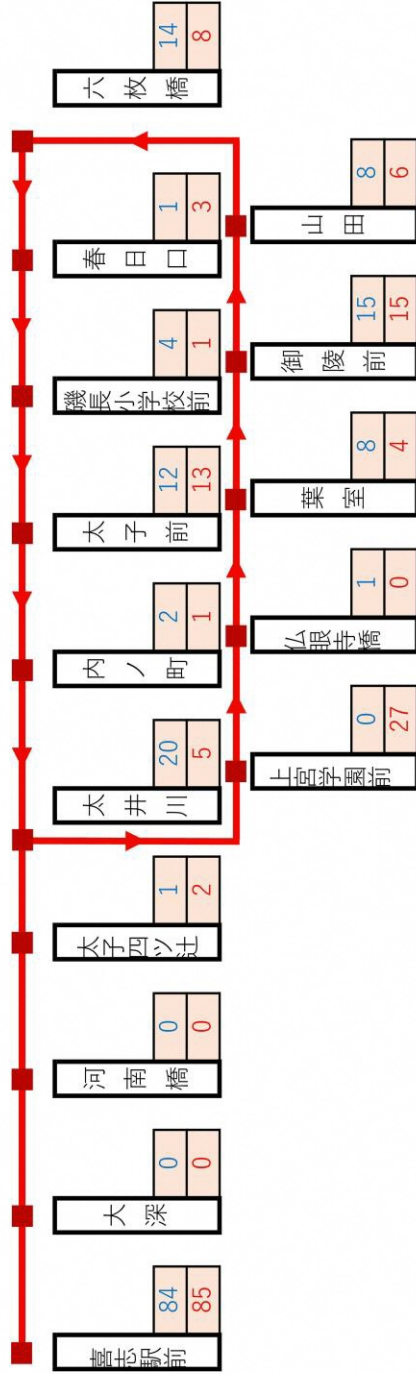 喜志駅前
84
85
大深
0
0
河南橋
0
0
太子四ツ辻
1
2
太井川
20
5
内ノ町
2
1
太子前
12
13
磯長小学校前
4
1
春日口
1
3
六枚橋
14
8
上宮学園前
0
27
仏眼寺橋
1
0
葉室
8
4
御陵前
15
15
山田
8
6